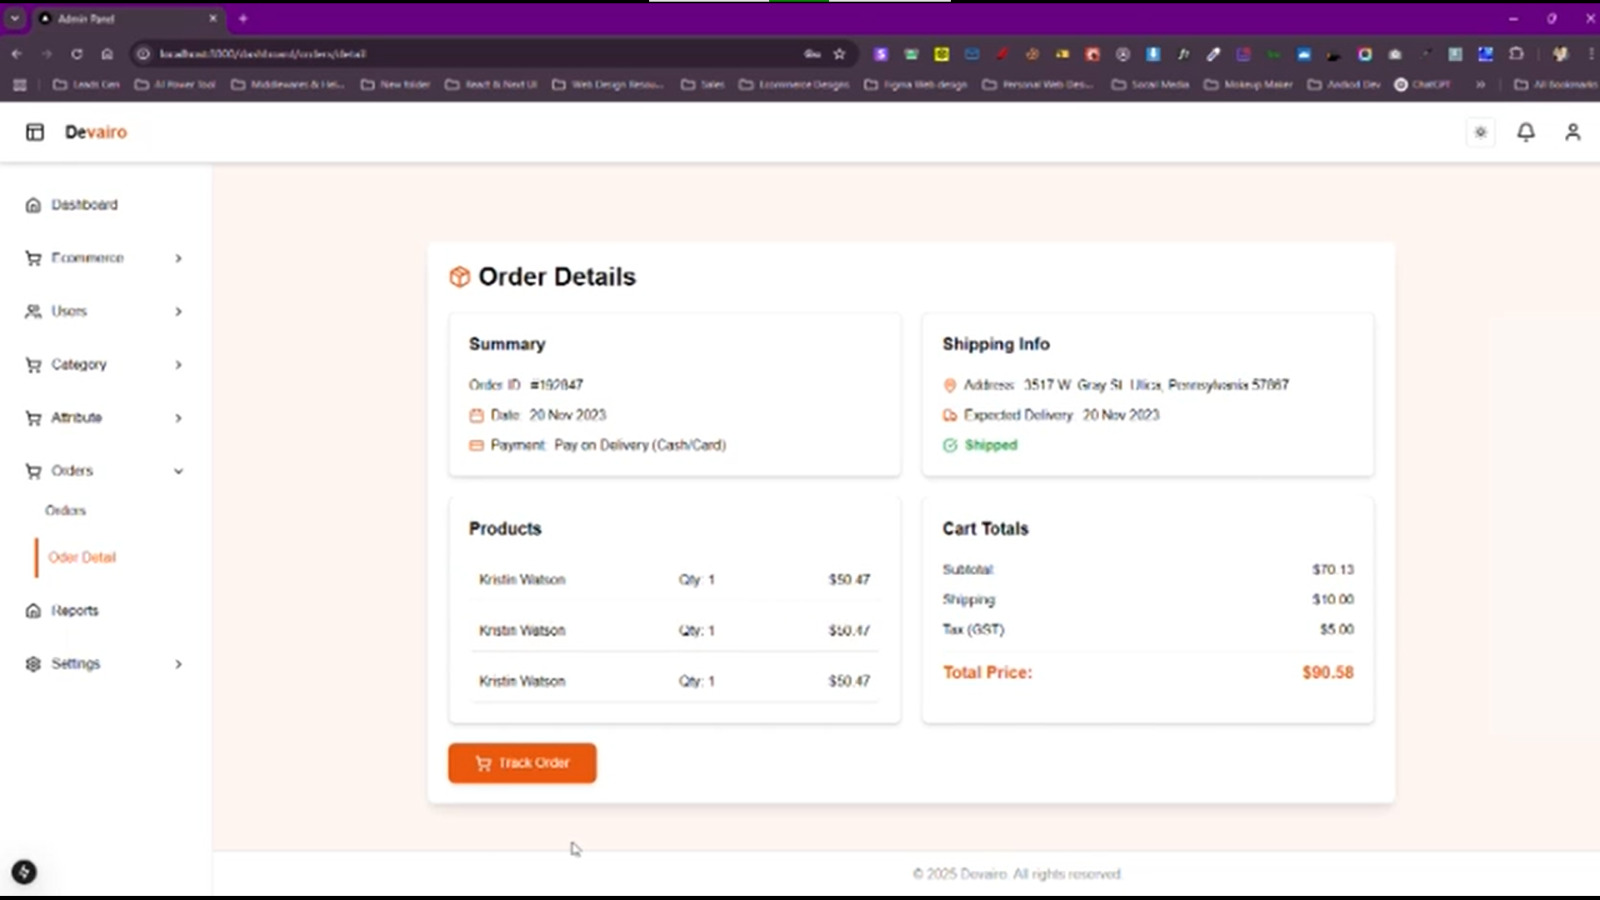 Admin Panel
localhost:3000/dashboard/orders/detail
Leads Gen
AI Power Tool
Middlewares & Hel...
New folder
React & Next UI
Web Design Resou...
Sales
Ecommerce Designs
Figma Web design
Personal Web Des...
Social Media
Makeup Maker
Andriod Dev
ChatGPT
All Bookmarks
Devairo
Dashboard
Ecommerce
Users
Category
Attribute
Orders
Orders
Oder Detail
Reports
Settings
Order Details
Summary
Order ID #192847
Date: 20 Nov 2023
Payment: Pay on Delivery (Cash/Card)
Shipping Info
Address: 3517 W. Gray St. Utica, Pennsylvania 57867
Expected Delivery: 20 Nov 2023
Shipped
Products
Kristin Watson Qty: 1 $50.47
Kristin Watson Qty: 1 $50.47
Kristin Watson Qty: 1 $50.47
Cart Totals
Subtotal: $70.13
Shipping: $10.00
Tax (GST) $5.00
Total Price: $90.58
Track Order
© 2025 Devairo. All rights reserved.